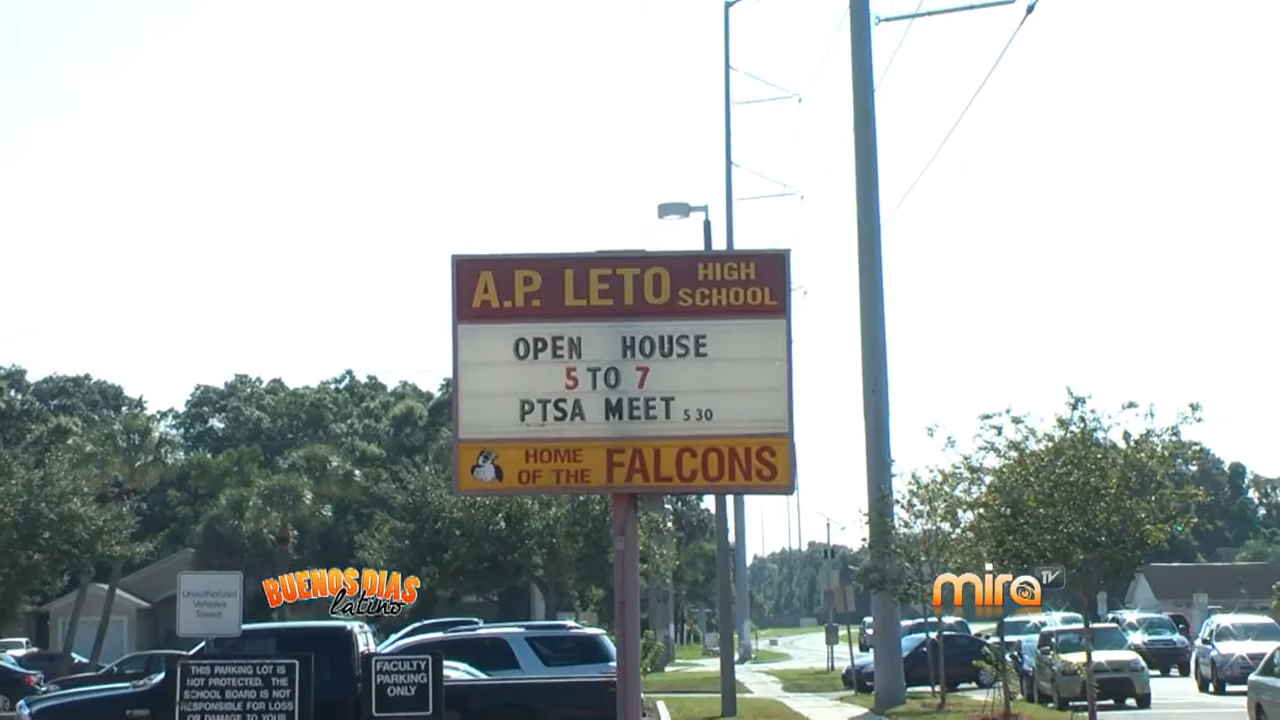 A.P. LETO HIGH SCHOOL
OPEN HOUSE
5 TO 7
PTSA MEET 5 30
HOME OF THE FALCONS
Unauthorized
Vehicles
Towed
BUENOS DIAS
latino
mira TV
THIS PARKING LOT IS
NOT PROTECTED. THE
SCHOOL BOARD IS NOT
RESPONSIBLE FOR LOSS
OR DAMAGE TO YOUR
FACULTY
PARKING
ONLY